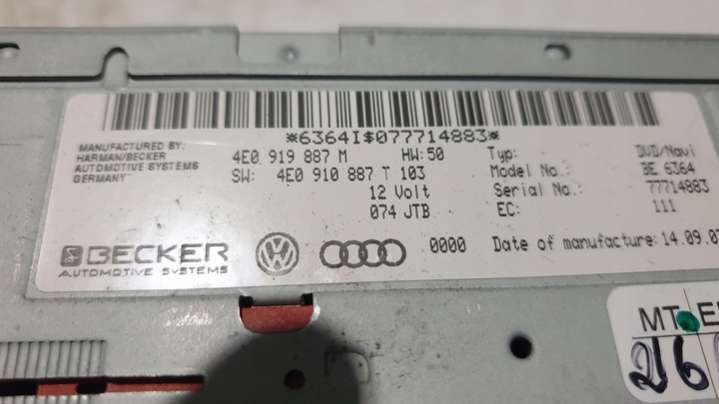 *6364I$077714883*
MANUFACTURED BY:
HARMAN/BECKER
AUTOMOTIVE SYSTEMS
GERMANY
4E0 919 887 M HW:50
SW: 4E0 910 887 T 103
12 Volt
074 JTB
Typ: DVD/Navi
Model No.: BE 6364
Serial No.: 77714883
EC: 111
BECKER
AUTOMOTIVE SYSTEMS
0000 Date of manufacture: 14.09.0
MT.
26